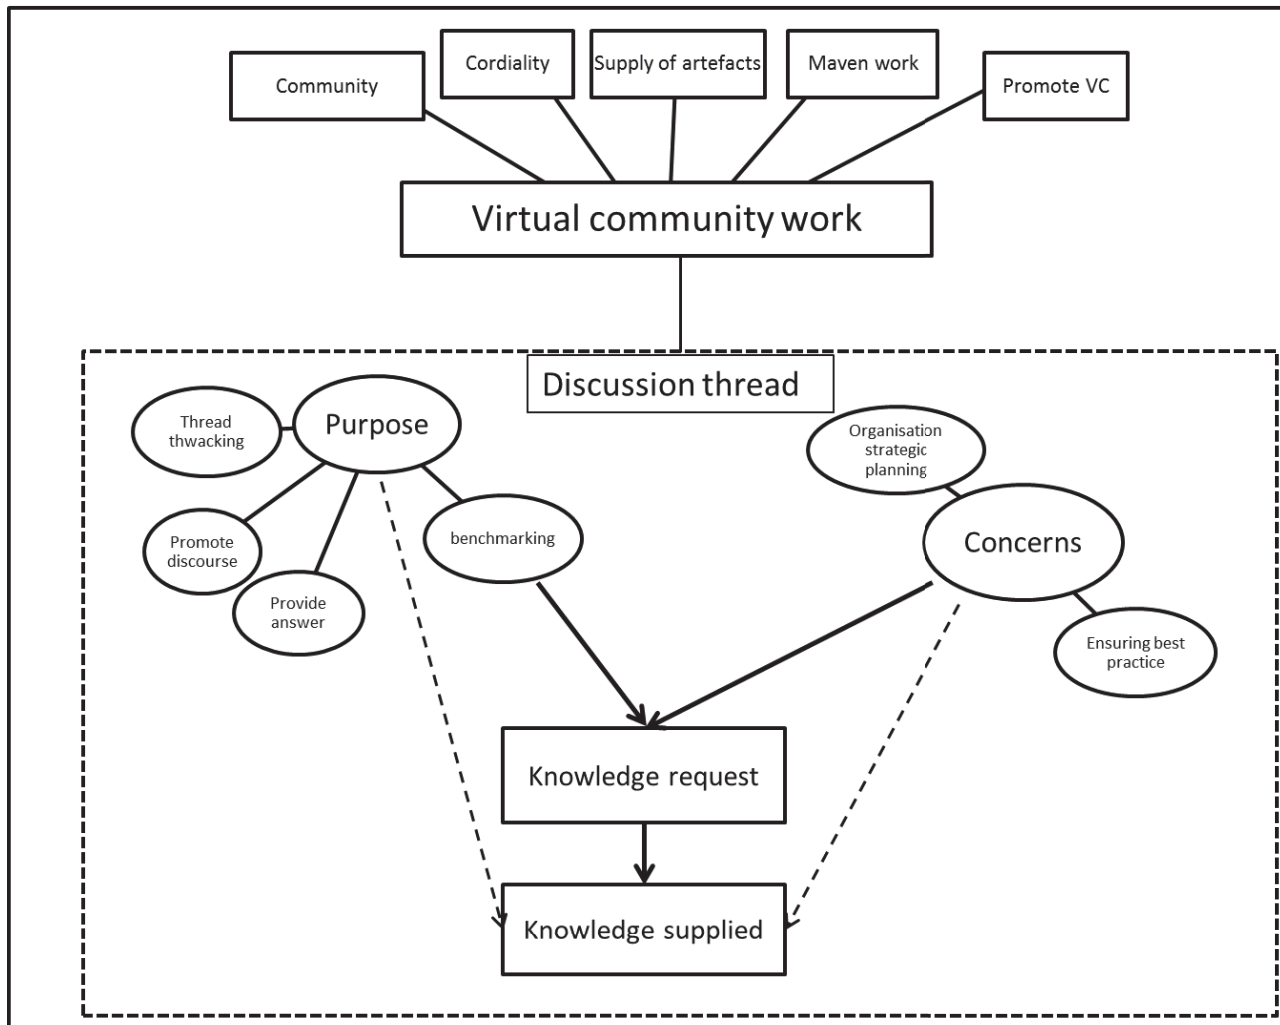 Community
Cordiality
Supply of artefacts
Maven work
Promote VC
Virtual community work
Discussion thread
Thread
thwacking
Purpose
Promote
discourse
Provide
answer
benchmarking
Organisation
strategic
planning
Concerns
Ensuring best
practice
Knowledge request
Knowledge supplied